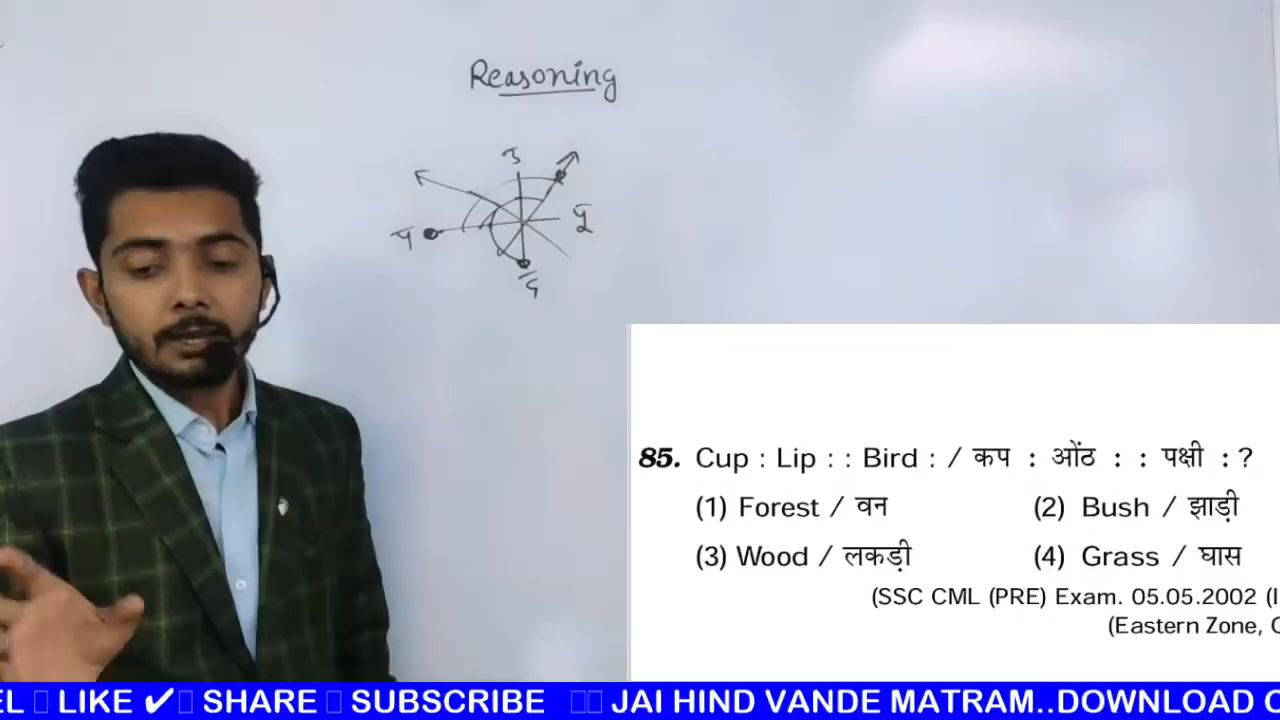 Reasoning
उ
पू
प
द
85. Cup : Lip : : Bird : / कप : ओंठ : : पक्षी : ?
(1) Forest / वन (2) Bush / झाड़ी
(3) Wood / लकड़ी (4) Grass / घास
(SSC CML (PRE) Exam. 05.05.2002 (I
(Eastern Zone,
LIKE ✔ SHARE SUBSCRIBE JAI HIND VANDE MATRAM..DOWNLOAD